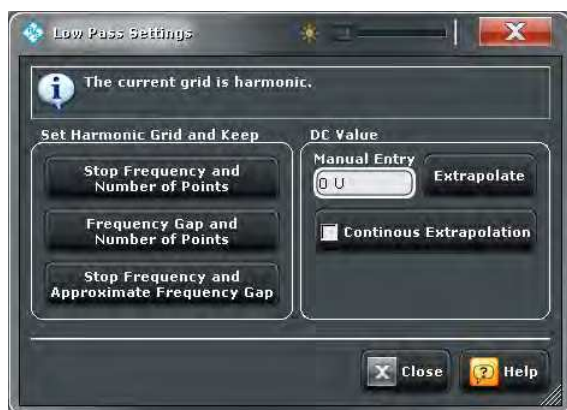 Low Pass Settings
The current grid is harmonic.
Set Harmonic Grid and Keep
Stop Frequency and
Number of Points
Frequency Gap and
Number of Points
Stop Frequency and
Approximate Frequency Gap
DC Value
Manual Entry
0 U
Extrapolate
Continous Extrapolation
Close
Help